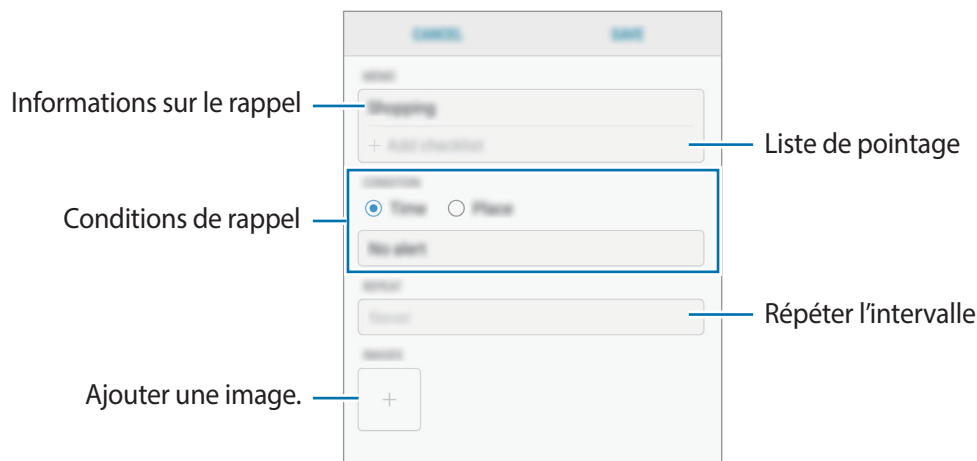 CANCEL
SAVE
MEMO
Informations sur le rappel
Shopping
+ Add checklist
Liste de pointage
CONDITION
Conditions de rappel
Time
Place
No alert
REPEAT
Répéter l'intervalle
Never
IMAGES
Ajouter une image.
+